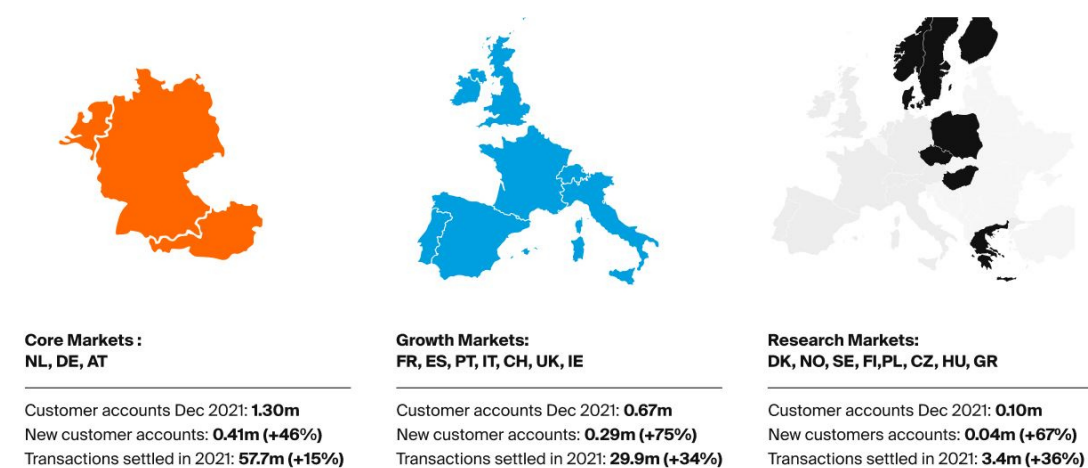 Core Markets :
NL, DE, AT
Customer accounts Dec 2021: 1.30m
New customer accounts: 0.41m (+46%)
Transactions settled in 2021: 57.7m (+15%)
Growth Markets:
FR, ES, PT, IT, CH, UK, IE
Customer accounts Dec 2021: 0.67m
New customer accounts: 0.29m (+75%)
Transactions settled in 2021: 29.9m (+34%)
Research Markets:
DK, NO, SE, FI,PL, CZ, HU, GR
Customer accounts Dec 2021: 0.10m
New customers accounts: 0.04m (+67%)
Transactions settled in 2021: 3.4m (+36%)